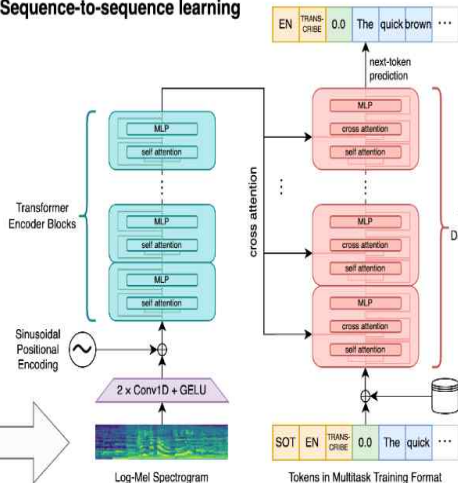 Sequence-to-sequence learning
EN
TRANS-
CRIBE
0.0
The
quick
brown
...
next-token
prediction
MLP
self attention
MLP
cross attention
self attention
Transformer
Encoder Blocks
cross attention
MLP
self attention
MLP
self attention
MLP
cross attention
self attention
MLP
cross attention
self attention
D
Sinusoidal
Positional
Encoding
2 × Conv1D + GELU
Log-Mel Spectrogram
SOT
EN
TRANS-
CRIBE
0.0
The
quick
...
Tokens in Multitask Training Format